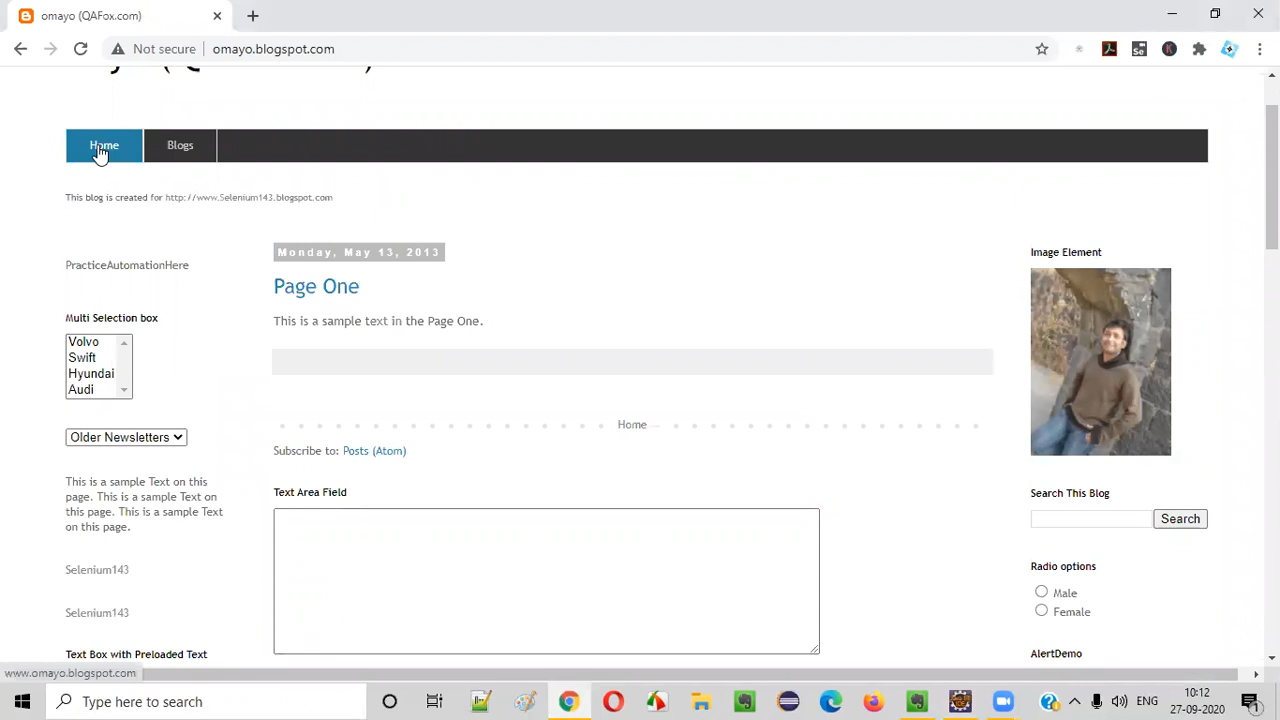 omayo (QAFox.com)
Not secure
omayo.blogspot.com
Home
Blogs
This blog is created for http://www.Selenium143.blogspot.com
PracticeAutomationHere
Multi Selection box
Volvo
Swift
Hyundai
Audi
Older Newsletters
This is a sample Text on this
page. This is a sample Text on
this page. This is a sample Text
on this page.
Selenium143
Selenium143
Text Box with Preloaded Text
Monday, May 13, 2013
Page One
This is a sample text in the Page One.
Home
Subscribe to: Posts (Atom)
Text Area Field
Image Element
Search This Blog
Search
Radio options
Male
Female
AlertDemo
www.omayo.blogspot.com
Type here to search
ENG
10:12
27-09-2020